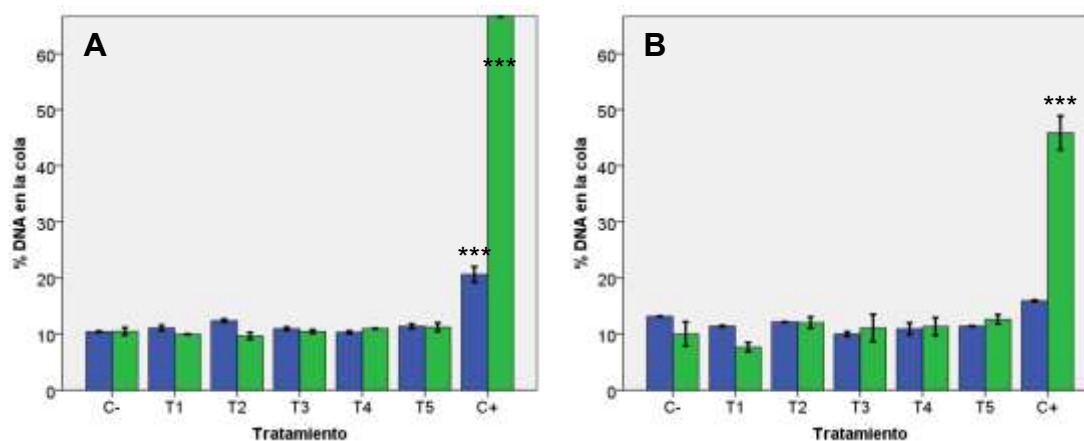 A
% DNA en la cola
60
50
40
30
20
10
0
***
***
C- T1 T2 T3 T4 T5 C+
Tratamiento
B
% DNA en la cola
60
50
40
30
20
10
0
***
C- T1 T2 T3 T4 T5 C+
Tratamiento